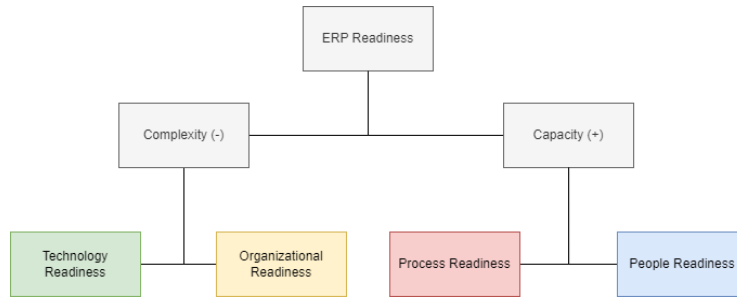 ERP Readiness
Complexity (-)
Capacity (+)
Technology
Readiness
Organizational
Readiness
Process Readiness
People Readiness